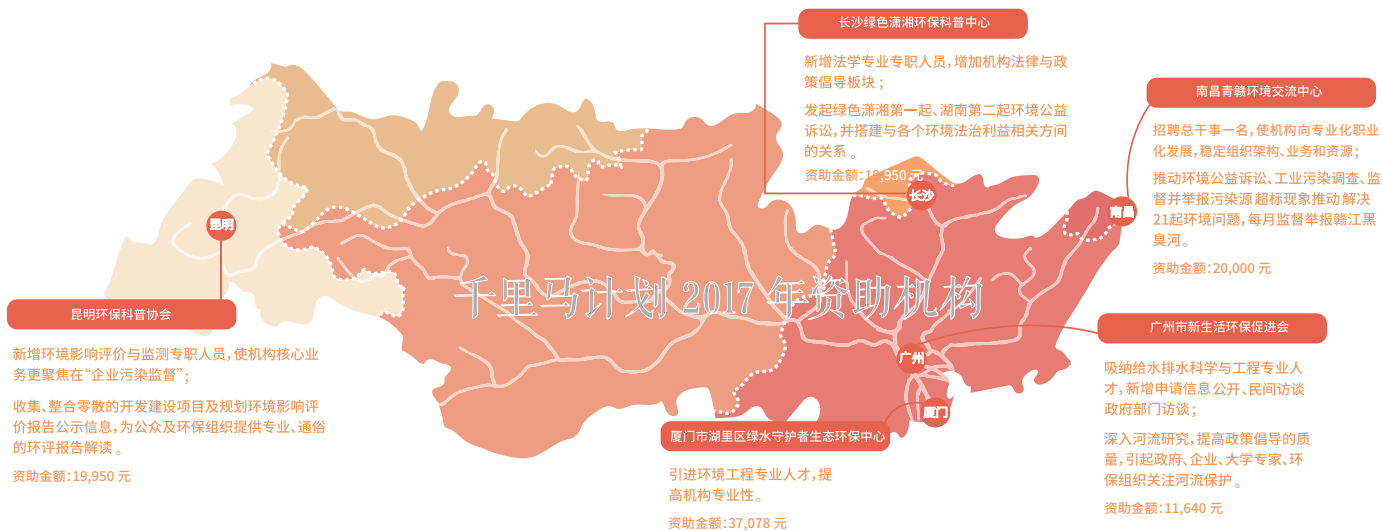 长沙绿色潇湘环保科普中心
新增法学专业专职人员,增加机构法律与政
策倡导板块；
发起绿色潇湘第一起、湖南第二起环境公益
诉讼,并搭建与各个环境法治利益相关方间
的关系。
资助金额:19,950 元
南昌青赣环境交流中心
招聘总干事一名,使机构向专业化职业
化发展,稳定组织架构、业务和资源；
推动环境公益诉讼、工业污染调查、监
督并举报污染源超标现象推动解决
21起环境问题,每月监督举报赣江黑
臭河。
资助金额:20,000 元
长沙
南昌
昆明
千里马计划 2017 年资助机构
昆明环保科普协会
新增环境影响评价与监测专职人员,使机构核心业
务更聚焦在“企业污染监督”；
收集、整合零散的开发建设项目及规划环境影响评
价报告公示信息,为公众及环保组织提供专业、通俗
的环评报告解读。
资助金额:19,950 元
广州
厦门
广州市新生活环保促进会
吸纳给水排水科学与工程专业人
才,新增申请信息公开、民间访谈
政府部门访谈；
深入河流研究,提高政策倡导的质
量,引起政府、企业、大学专家、环
保组织关注河流保护。
资助金额:11,640 元
厦门市湖里区绿水守护者生态环保中心
引进环境工程专业人才,提
高机构专业性。
资助金额:37,078 元